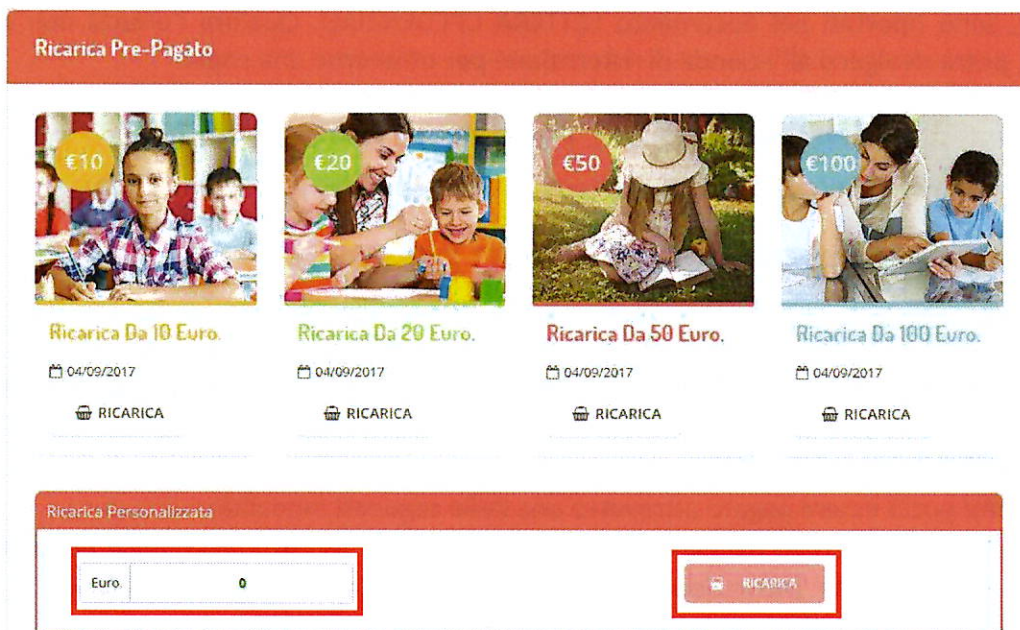 Ricarica Pre-Pagato
€10
€20
€50
€100
Ricarica Da 10 Euro.
Ricarica Da 20 Euro.
Ricarica Da 50 Euro.
Ricarica Da 100 Euro.
04/09/2017
04/09/2017
04/09/2017
04/09/2017
RICARICA
RICARICA
RICARICA
RICARICA
Ricarica Personalizzata
Euro. 0
RICARICA